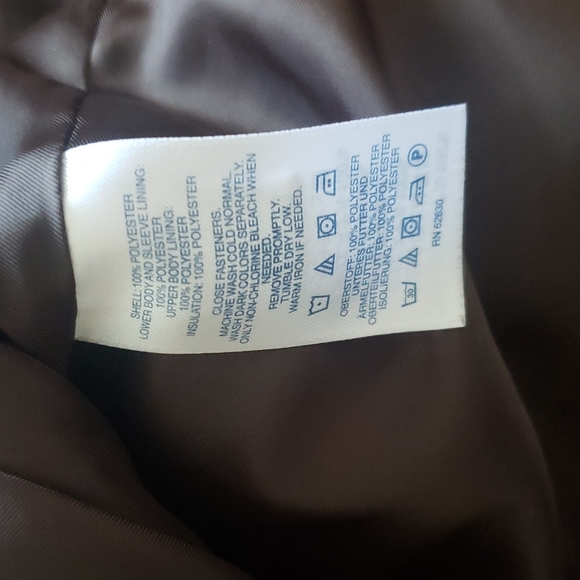 SHELL: 100% POLYESTER
LOWER BODY AND SLEEVE LINING:
100% POLYESTER
UPPER BODY LINING:
100% POLYESTER
INSULATION: 100% POLYESTER
CLOSE FASTENERS.
MACHINE WASH COLD NORMAL.
WASH DARK COLORS SEPARATELY.
ONLY NON-CHLORINE BLEACH WHEN
NEEDED.
REMOVE PROMPTLY.
TUMBLE DRY LOW.
WARM IRON IF NEEDED.
OBERSTOFF: 100% POLYESTER
UNTERES FUTTER UND
ÄRMELFUTTER: 100% POLYESTER
OBERTEILFUTTER: 100% POLYESTER
ISOLIERUNG: 100% POLYESTER
30 P
RN 62830